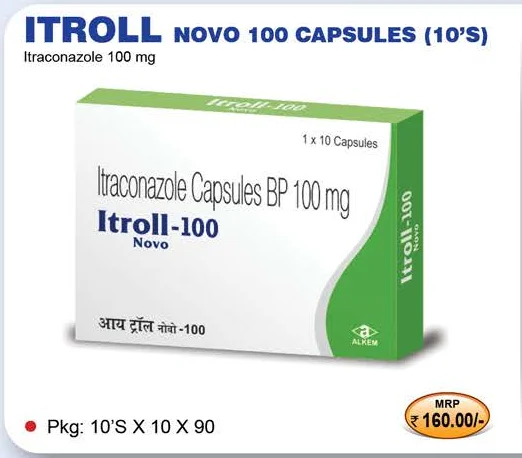 ITROLL NOVO 100 CAPSULES (10'S)
Itraconazole 100 mg
Itroll-100
Novo
1 x 10 Capsules
Itraconazole Capsules BP 100 mg
Itroll-100
Novo
Itroll-100
Novo
आय ट्रॉल नोवो -100
ALKEM
Pkg: 10'S X 10 X 90
MRP
₹ 160.00/-